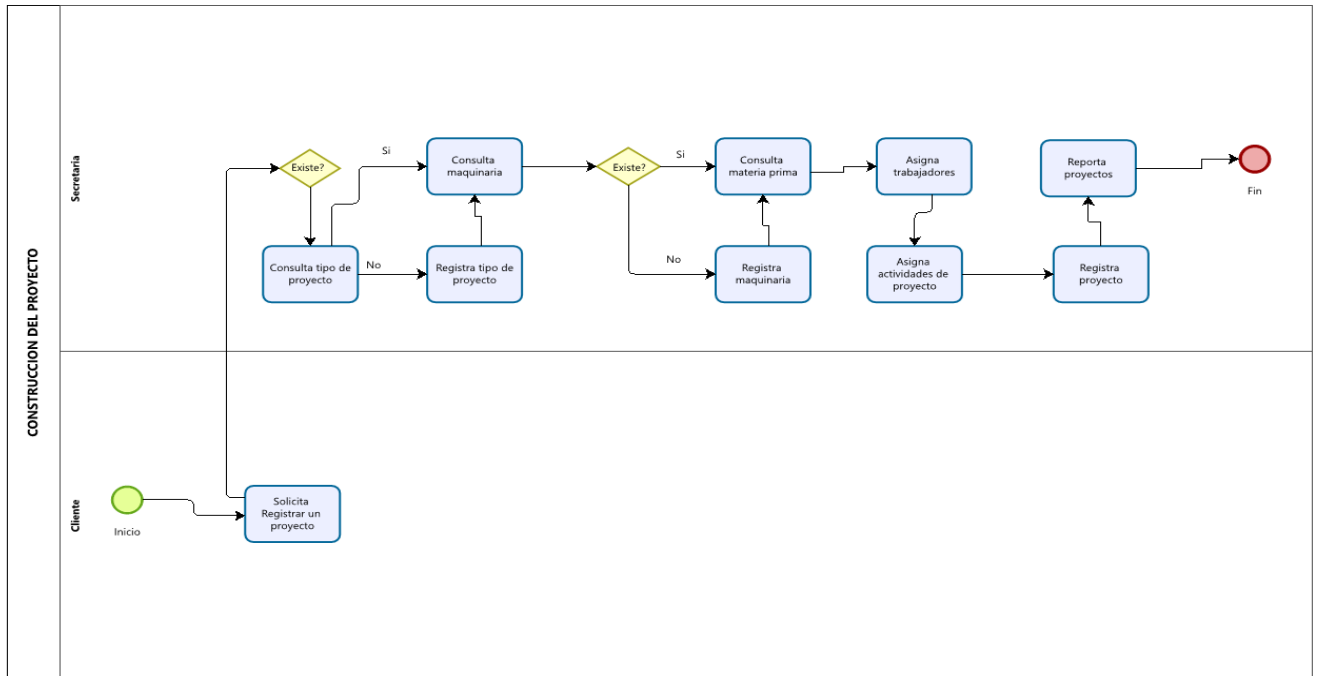 CONSTRUCCION DEL PROYECTO
Secretaria
Existe?
Si
Consulta
maquinaria
Existe?
Si
Consulta
materia prima
Asigna
trabajadores
Reporta
proyectos
Fin
Consulta tipo de
proyecto
No
Registra tipo de
proyecto
No
Registra
maquinaria
Asigna
actividades de
proyecto
Registra
proyecto
Cliente
Inicio
Solicita
Registrar un
proyecto